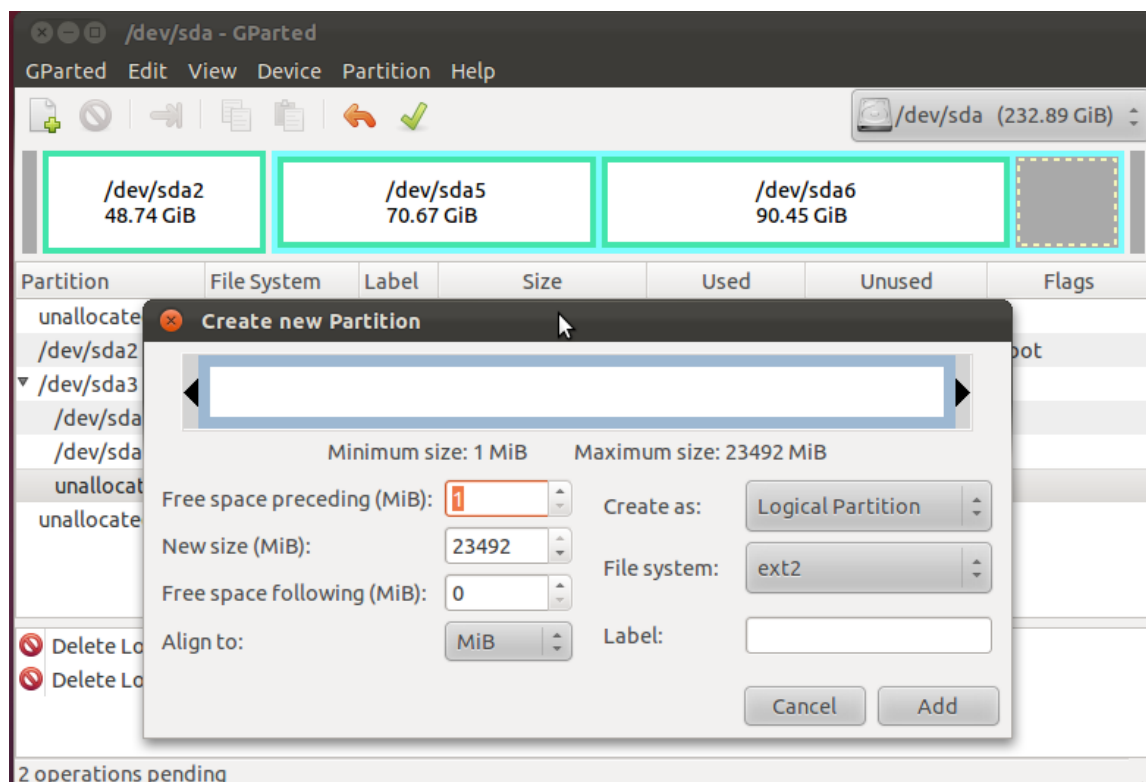 /dev/sda - GParted
GParted Edit View Device Partition Help
/dev/sda (232.89 GiB)
/dev/sda2 /dev/sda5 /dev/sda6
48.74 GiB 70.67 GiB 90.45 GiB
Partition File System Label Size Used Unused Flags
unallocate
Create new Partition
/dev/sda2 oot
/dev/sda3
/dev/sda
/dev/sda
Minimum size: 1 MiB Maximum size: 23492 MiB
unallocat
Free space preceding (MiB): 1 Create as: Logical Partition
unallocate
New size (MiB): 23492
File system: ext2
Free space following (MiB): 0
Align to: MiB Label:
Delete Lo
Delete Lo
Cancel Add
2 operations pending